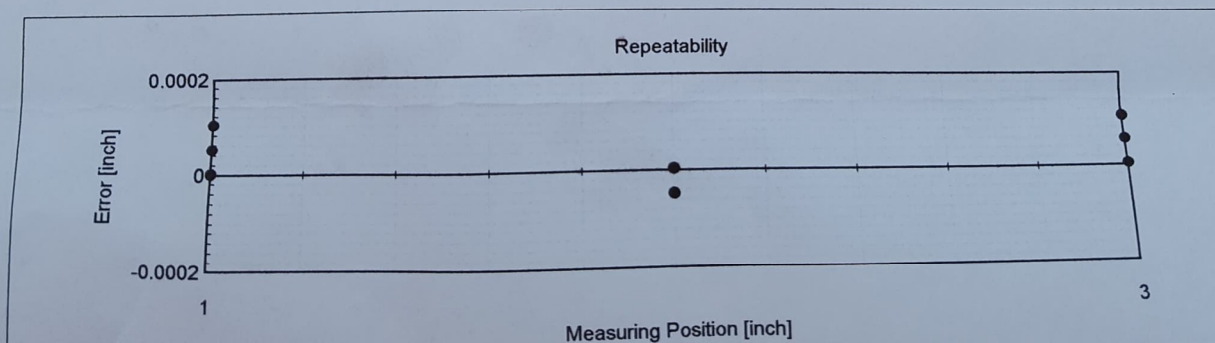 Repeatability
0.0002
Error [inch]
0
-0.0002
1
3
Measuring Position [inch]